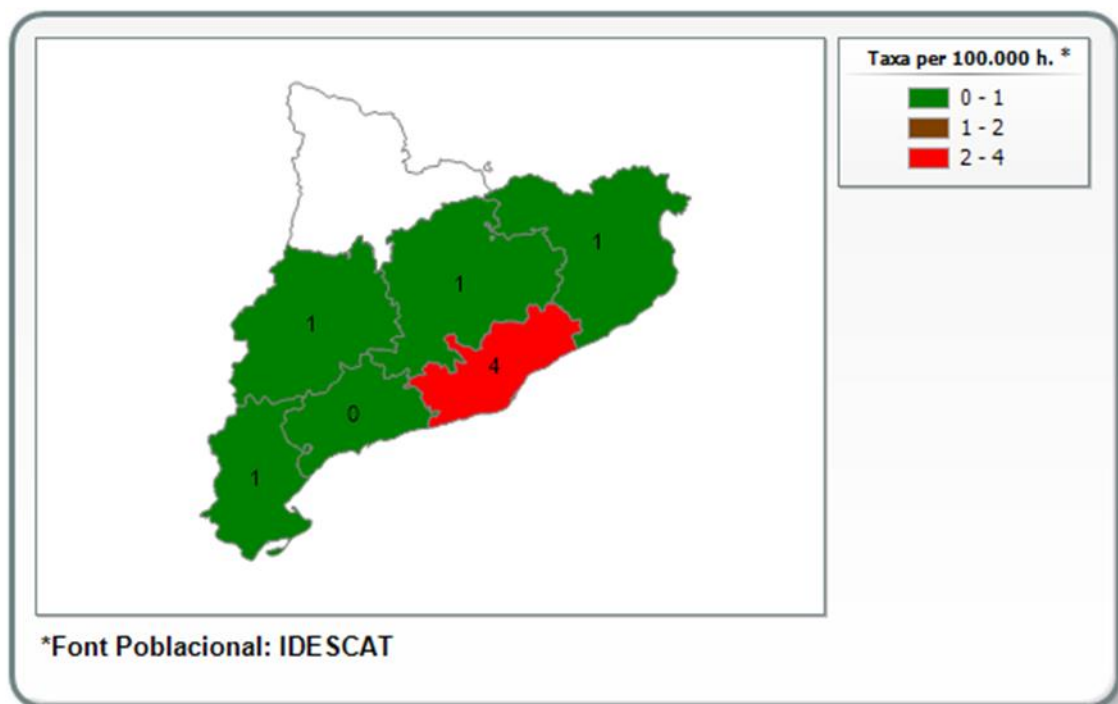 Taxa per 100.000 h. *
0 - 1
1 - 2
2 - 4
1
1
1
4
0
1
*Font Poblacional: IDESCAT